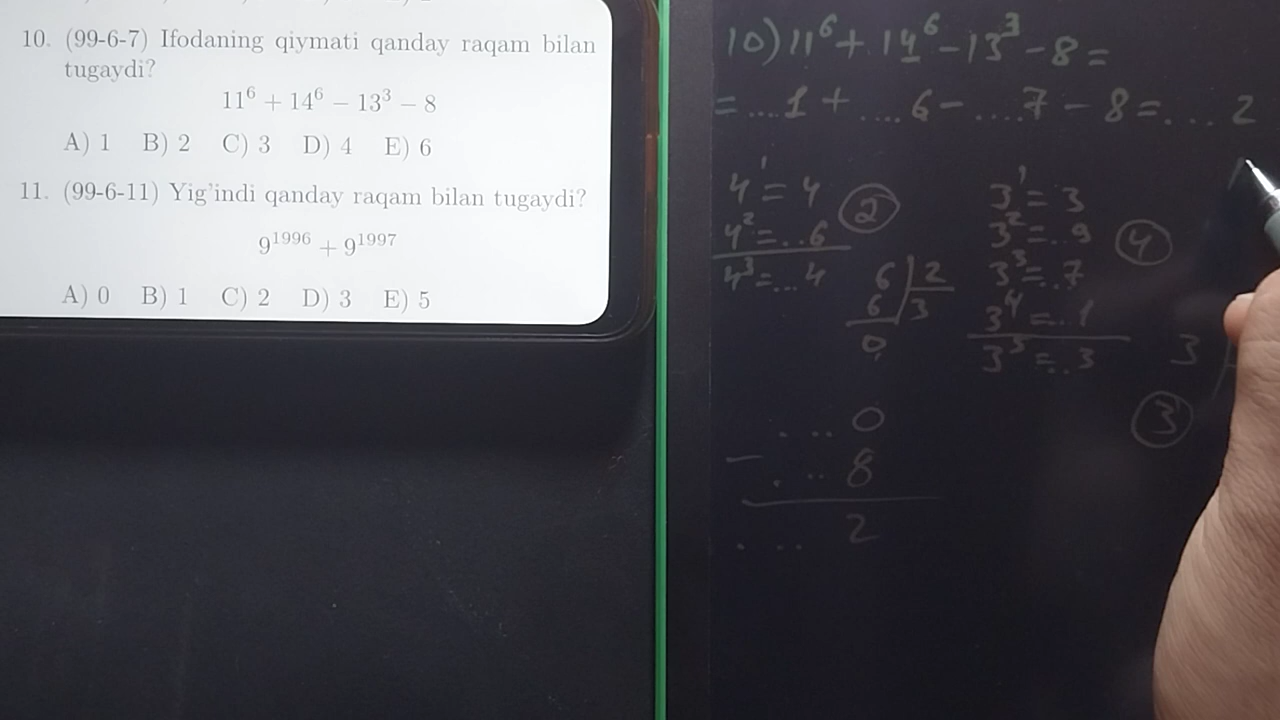 10. (99-6-7) Ifodaning qiymati qanday raqam bilan
tugaydi?
11⁶ + 14⁶ − 13³ − 8
A) 1 B) 2 C) 3 D) 4 E) 6
11. (99-6-11) Yig'indi qanday raqam bilan tugaydi?
9¹⁹⁹⁶ + 9¹⁹⁹⁷
A) 0 B) 1 C) 2 D) 3 E) 5
10) 11⁶ + 14⁶ − 13³ − 8 =
= ....1 + ....6 − ....7 − 8 = .... 2
4¹ = 4
4² = ..6
4³ = ...4
2
6 2
6 3
0
3¹ = 3
3² = ..9
3³ = ..7
3⁴ = ..1
3⁵ = ..3
4
3
3
... 0
− ... 8
.... 2